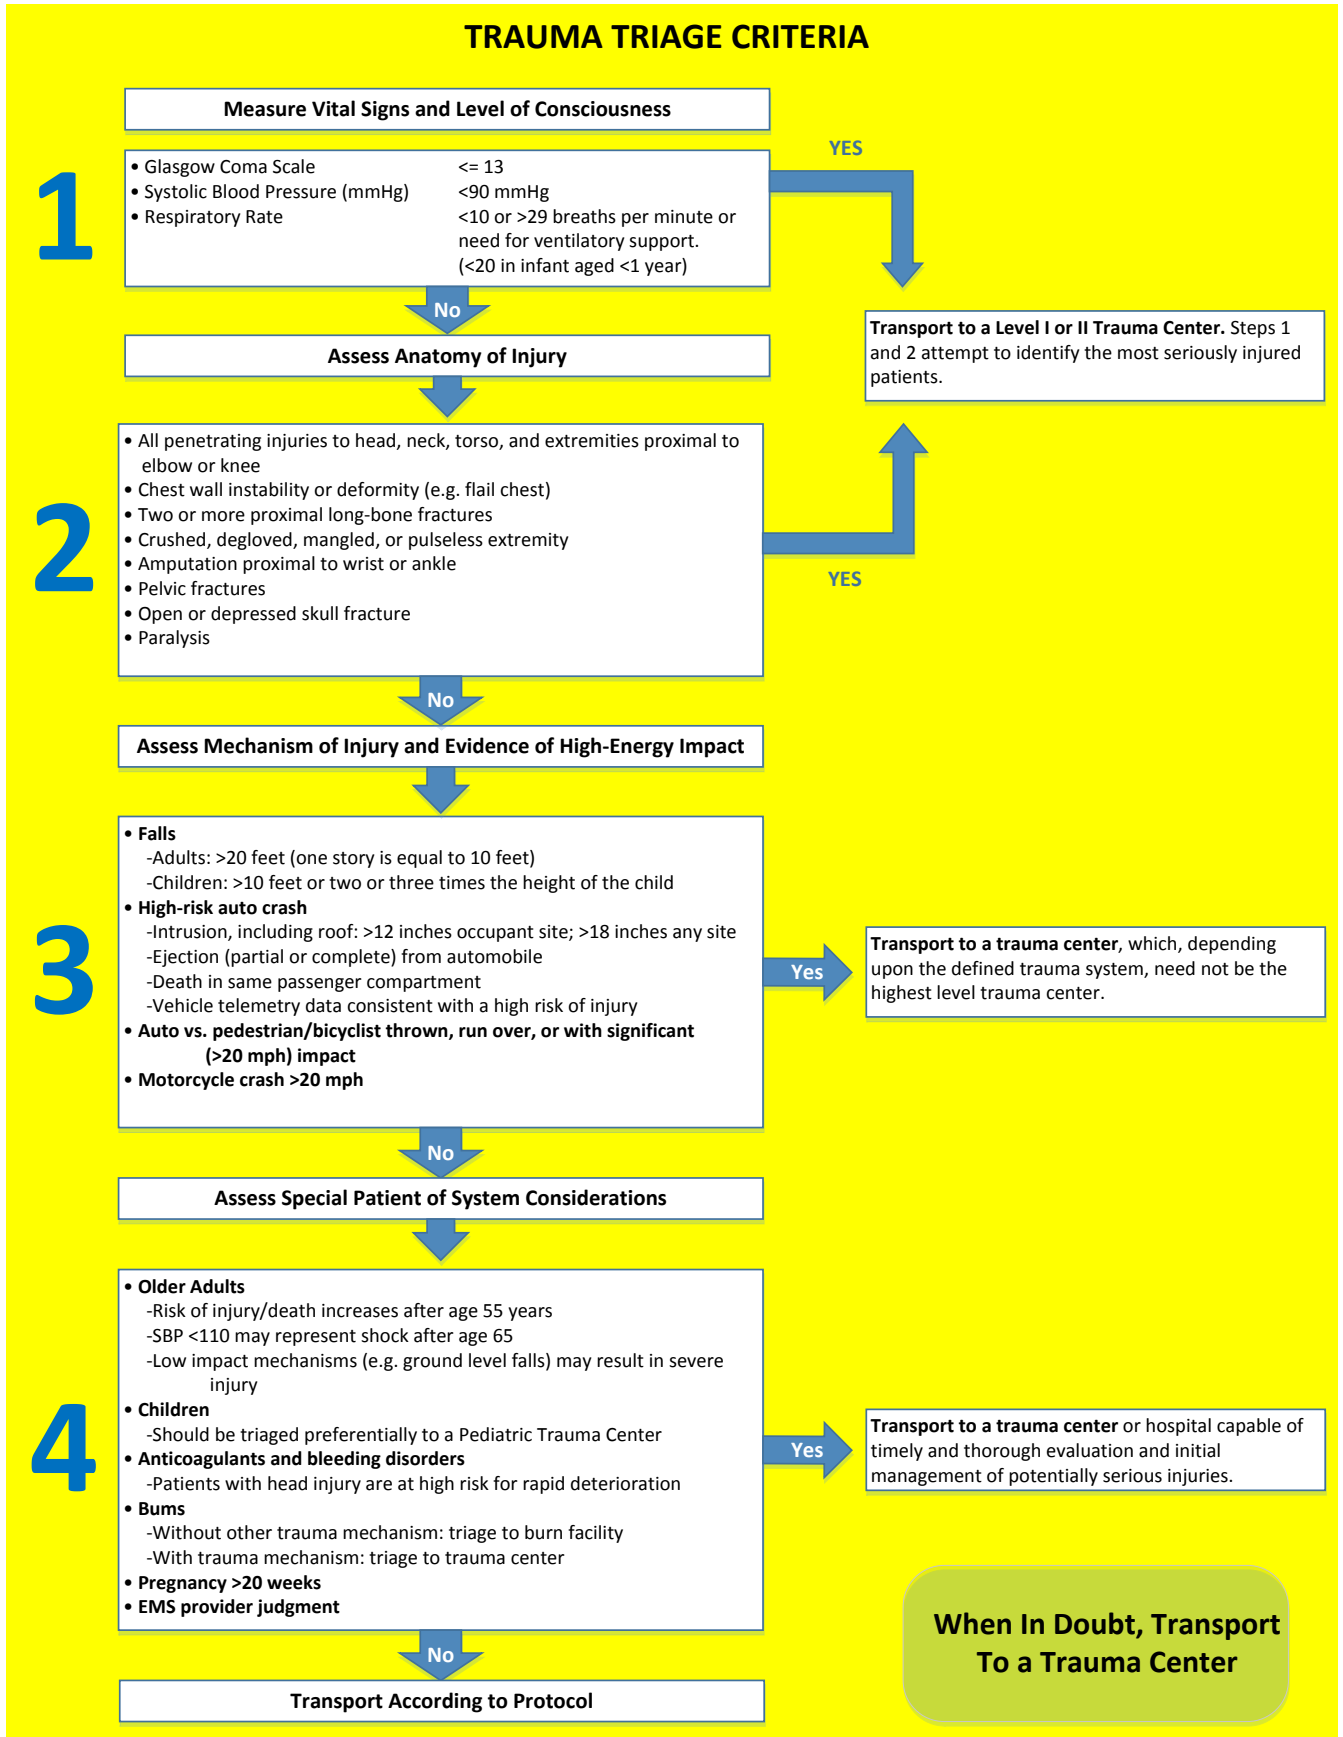 TRAUMA TRIAGE CRITERIA
Measure Vital Signs and Level of Consciousness
1
• Glasgow Coma Scale <= 13
• Systolic Blood Pressure (mmHg) <90 mmHg
• Respiratory Rate <10 or >29 breaths per minute or
need for ventilatory support.
(<20 in infant aged <1 year)
YES
No
Transport to a Level I or II Trauma Center. Steps 1
and 2 attempt to identify the most seriously injured
patients.
Assess Anatomy of Injury
2
• All penetrating injuries to head, neck, torso, and extremities proximal to
elbow or knee
• Chest wall instability or deformity (e.g. flail chest)
• Two or more proximal long-bone fractures
• Crushed, degloved, mangled, or pulseless extremity
• Amputation proximal to wrist or ankle
• Pelvic fractures
• Open or depressed skull fracture
• Paralysis
YES
No
Assess Mechanism of Injury and Evidence of High-Energy Impact
3
• Falls
-Adults: >20 feet (one story is equal to 10 feet)
-Children: >10 feet or two or three times the height of the child
• High-risk auto crash
-Intrusion, including roof: >12 inches occupant site; >18 inches any site
-Ejection (partial or complete) from automobile
-Death in same passenger compartment
-Vehicle telemetry data consistent with a high risk of injury
• Auto vs. pedestrian/bicyclist thrown, run over, or with significant
(>20 mph) impact
• Motorcycle crash >20 mph
Yes
Transport to a trauma center, which, depending
upon the defined trauma system, need not be the
highest level trauma center.
No
Assess Special Patient of System Considerations
4
• Older Adults
-Risk of injury/death increases after age 55 years
-SBP <110 may represent shock after age 65
-Low impact mechanisms (e.g. ground level falls) may result in severe
injury
• Children
-Should be triaged preferentially to a Pediatric Trauma Center
• Anticoagulants and bleeding disorders
-Patients with head injury are at high risk for rapid deterioration
• Bums
-Without other trauma mechanism: triage to burn facility
-With trauma mechanism: triage to trauma center
• Pregnancy >20 weeks
• EMS provider judgment
Yes
Transport to a trauma center or hospital capable of
timely and thorough evaluation and initial
management of potentially serious injuries.
No
Transport According to Protocol
When In Doubt, Transport
To a Trauma Center